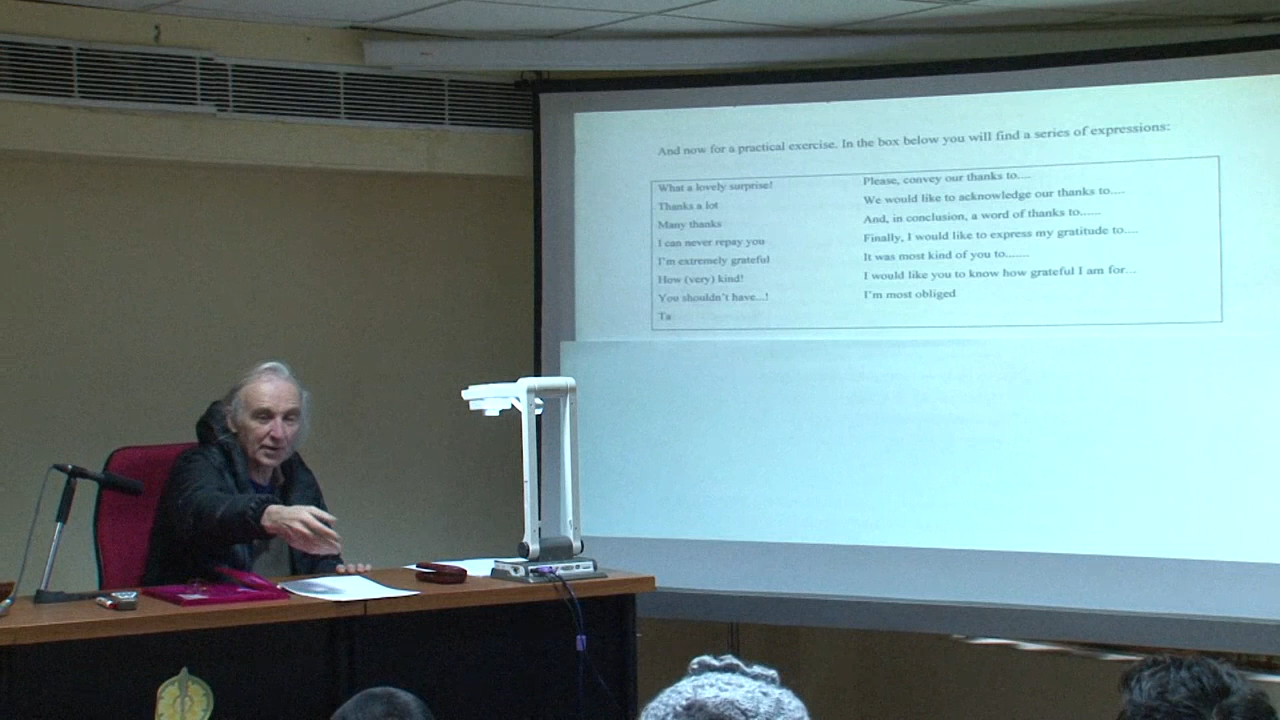 And now for a practical exercise. In the box below you will find a series of expressions:
What a lovely surprise!
Thanks a lot
Many thanks
I can never repay you
I'm extremely grateful
How (very) kind!
You shouldn't have...!
Ta
Please, convey our thanks to....
We would like to acknowledge our thanks to....
And, in conclusion, a word of thanks to......
Finally, I would like to express my gratitude to....
It was most kind of you to.......
I would like you to know how grateful I am for...
I'm most obliged